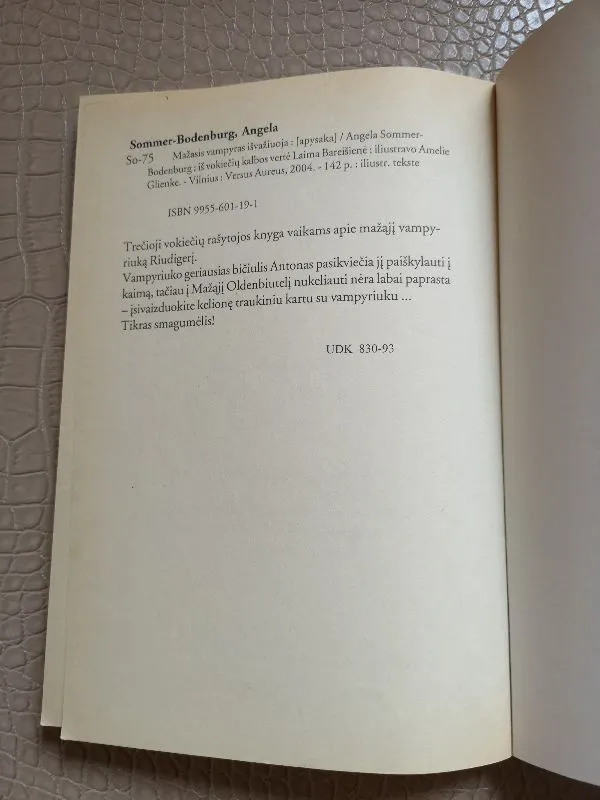 Sommer-Bodenburg, Angela
So-75 Mažasis vampyras išvažiuoja : [apysaka] / Angela Sommer-
Bodenburg ; iš vokiečių kalbos vertė Laima Bareišienė ; iliustravo Amelie
Glienke. - Vilnius : Versus Aureus, 2004. - 142 p. : iliustr. tekste
ISBN 9955-601-19-1
Trečioji vokiečių rašytojos knyga vaikams apie mažąjį vampy-
riuką Riudigerį.
Vampyriuko geriausias bičiulis Antonas pasikviečia jį paiškylauti į
kaimą, tačiau į Mažąjį Oldenbiutelį nukeliauti nėra labai paprasta
– įsivaizduokite kelionę traukiniu kartu su vampyriuku ...
Tikras smagumėlis!
UDK 830-93